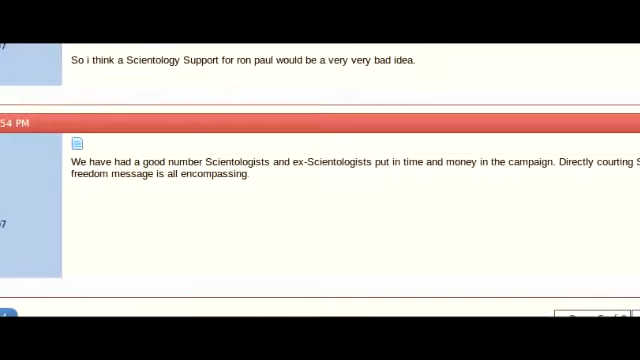 So i think a Scientology Support for ron paul would be a very very bad idea.
54 PM
We have had a good number Scientologists and ex-Scientologists put in time and money in the campaign. Directly courting S
freedom message is all encompassing.
07